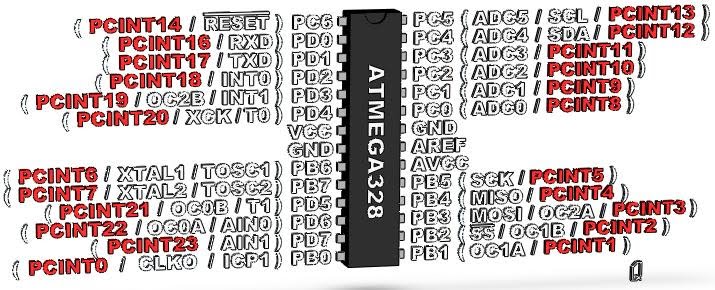 ( PCINT14 / RESET ) PC6
( PCINT16 / RXD ) PD0
( PCINT17 / TXD ) PD1
( PCINT18 / INT0 ) PD2
( PCINT19 / OC2B / INT1 ) PD3
( PCINT20 / XCK / T0 ) PD4
VCC
GND
( PCINT6 / XTAL1 / TOSC1 ) PB6
( PCINT7 / XTAL2 / TOSC2 ) PB7
( PCINT21 / OC0B / T1 ) PD5
( PCINT22 / OC0A / AIN0 ) PD6
( PCINT23 / AIN1 ) PD7
( PCINT0 / CLKO / ICP1 ) PB0
ATMEGA328
PC5 ( ADC5 / SCL / PCINT13 )
PC4 ( ADC4 / SDA / PCINT12 )
PC3 ( ADC3 / PCINT11 )
PC2 ( ADC2 / PCINT10 )
PC1 ( ADC1 / PCINT9 )
PC0 ( ADC0 / PCINT8 )
GND
AREF
AVCC
PB5 ( SCK / PCINT5 )
PB4 ( MISO / PCINT4 )
PB3 ( MOSI / OC2A / PCINT3 )
PB2 ( SS / OC1B / PCINT2 )
PB1 ( OC1A / PCINT1 )